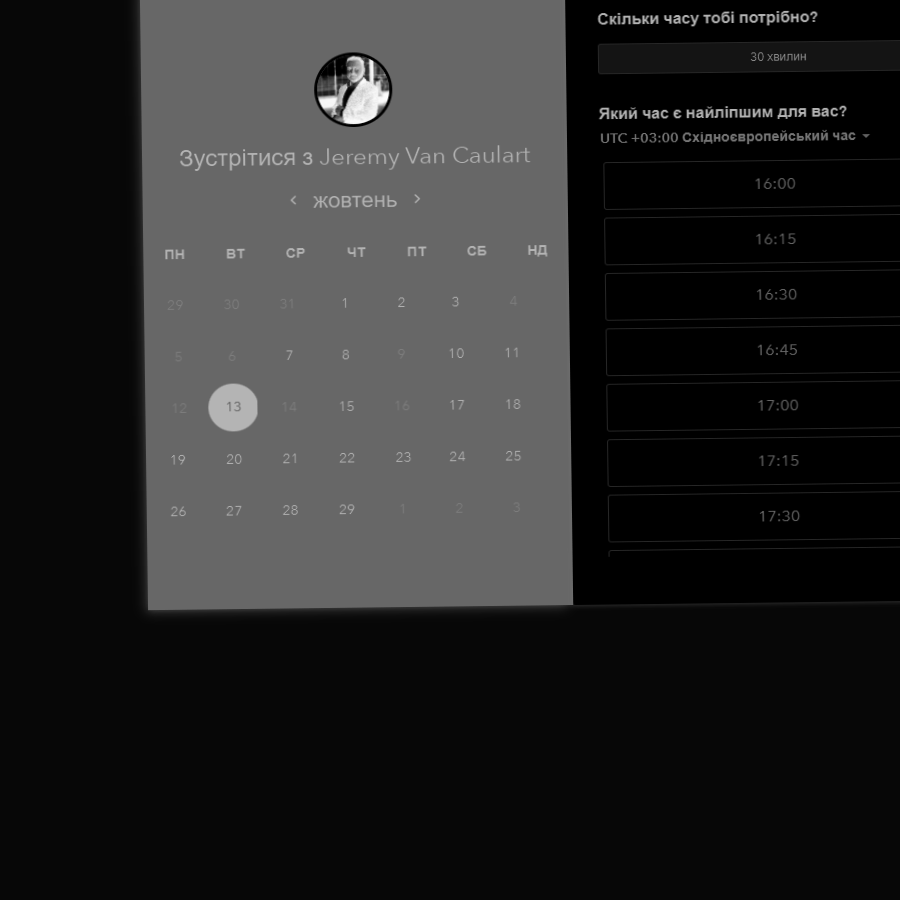 Зустрітися з Jeremy Van Caulart
жовтень
ПН ВТ СР ЧТ ПТ СБ НД
29 30 31 1 2 3 4
5 6 7 8 9 10 11
12 13 14 15 16 17 18
19 20 21 22 23 24 25
26 27 28 29 1 2 3
Скільки часу тобі потрібно?
30 хвилин
Який час є найліпшим для вас?
UTC +03:00 Східноєвропейський час
16:00
16:15
16:30
16:45
17:00
17:15
17:30